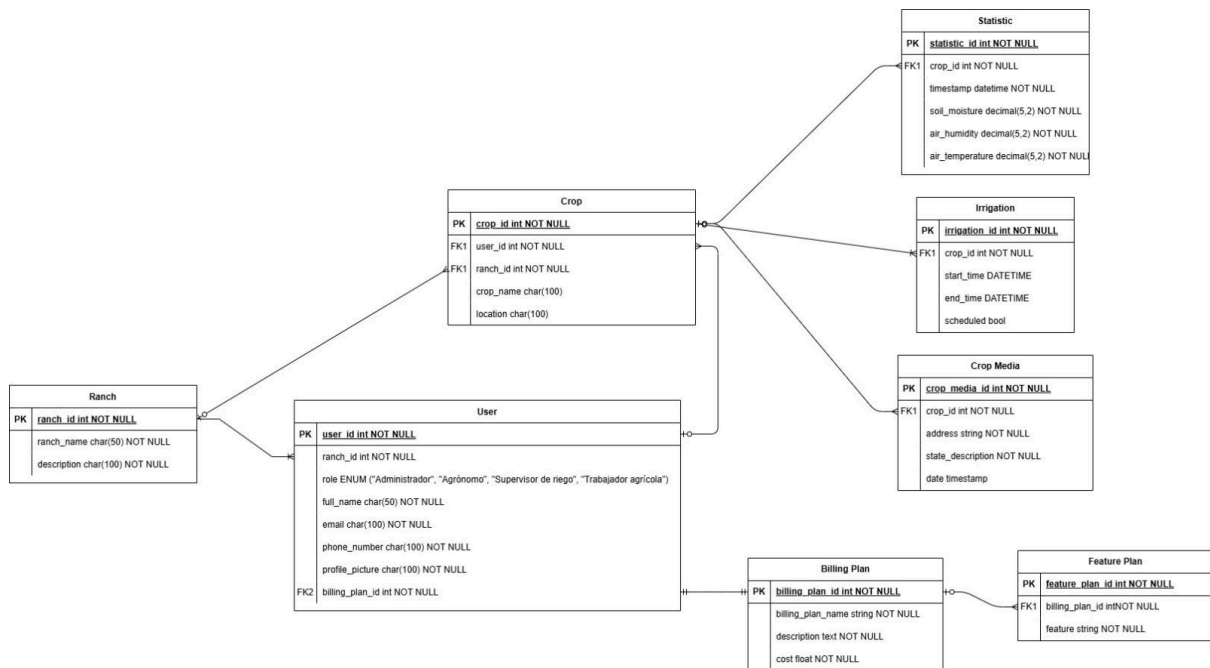 Statistic
PK statistic_id int NOT NULL
FK1 crop_id int NOT NULL
timestamp datetime NOT NULL
soil_moisture decimal(5,2) NOT NULL
air_humidity decimal(5,2) NOT NULL
air_temperature decimal(5,2) NOT NULL
Crop
PK crop_id int NOT NULL
FK1 user_id int NOT NULL
FK1 ranch_id int NOT NULL
crop_name char(100)
location char(100)
Irrigation
PK irrigation_id int NOT NULL
FK1 crop_id int NOT NULL
start_time DATETIME
end_time DATETIME
scheduled bool
Crop Media
PK crop_media_id int NOT NULL
FK1 crop_id int NOT NULL
address string NOT NULL
state_description NOT NULL
date timestamp
Ranch
PK ranch_id int NOT NULL
ranch_name char(50) NOT NULL
description char(100) NOT NULL
User
PK user_id int NOT NULL
ranch_id int NOT NULL
role ENUM ("Administrador", "Agrónomo", "Supervisor de riego", "Trabajador agrícola")
full_name char(50) NOT NULL
email char(100) NOT NULL
phone_number char(100) NOT NULL
profile_picture char(100) NOT NULL
FK2 billing_plan_id int NOT NULL
Billing Plan
PK billing_plan_id int NOT NULL
billing_plan_name string NOT NULL
description text NOT NULL
cost float NOT NULL
Feature Plan
PK feature_plan_id int NOT NULL
FK1 billing_plan_id intNOT NULL
feature string NOT NULL